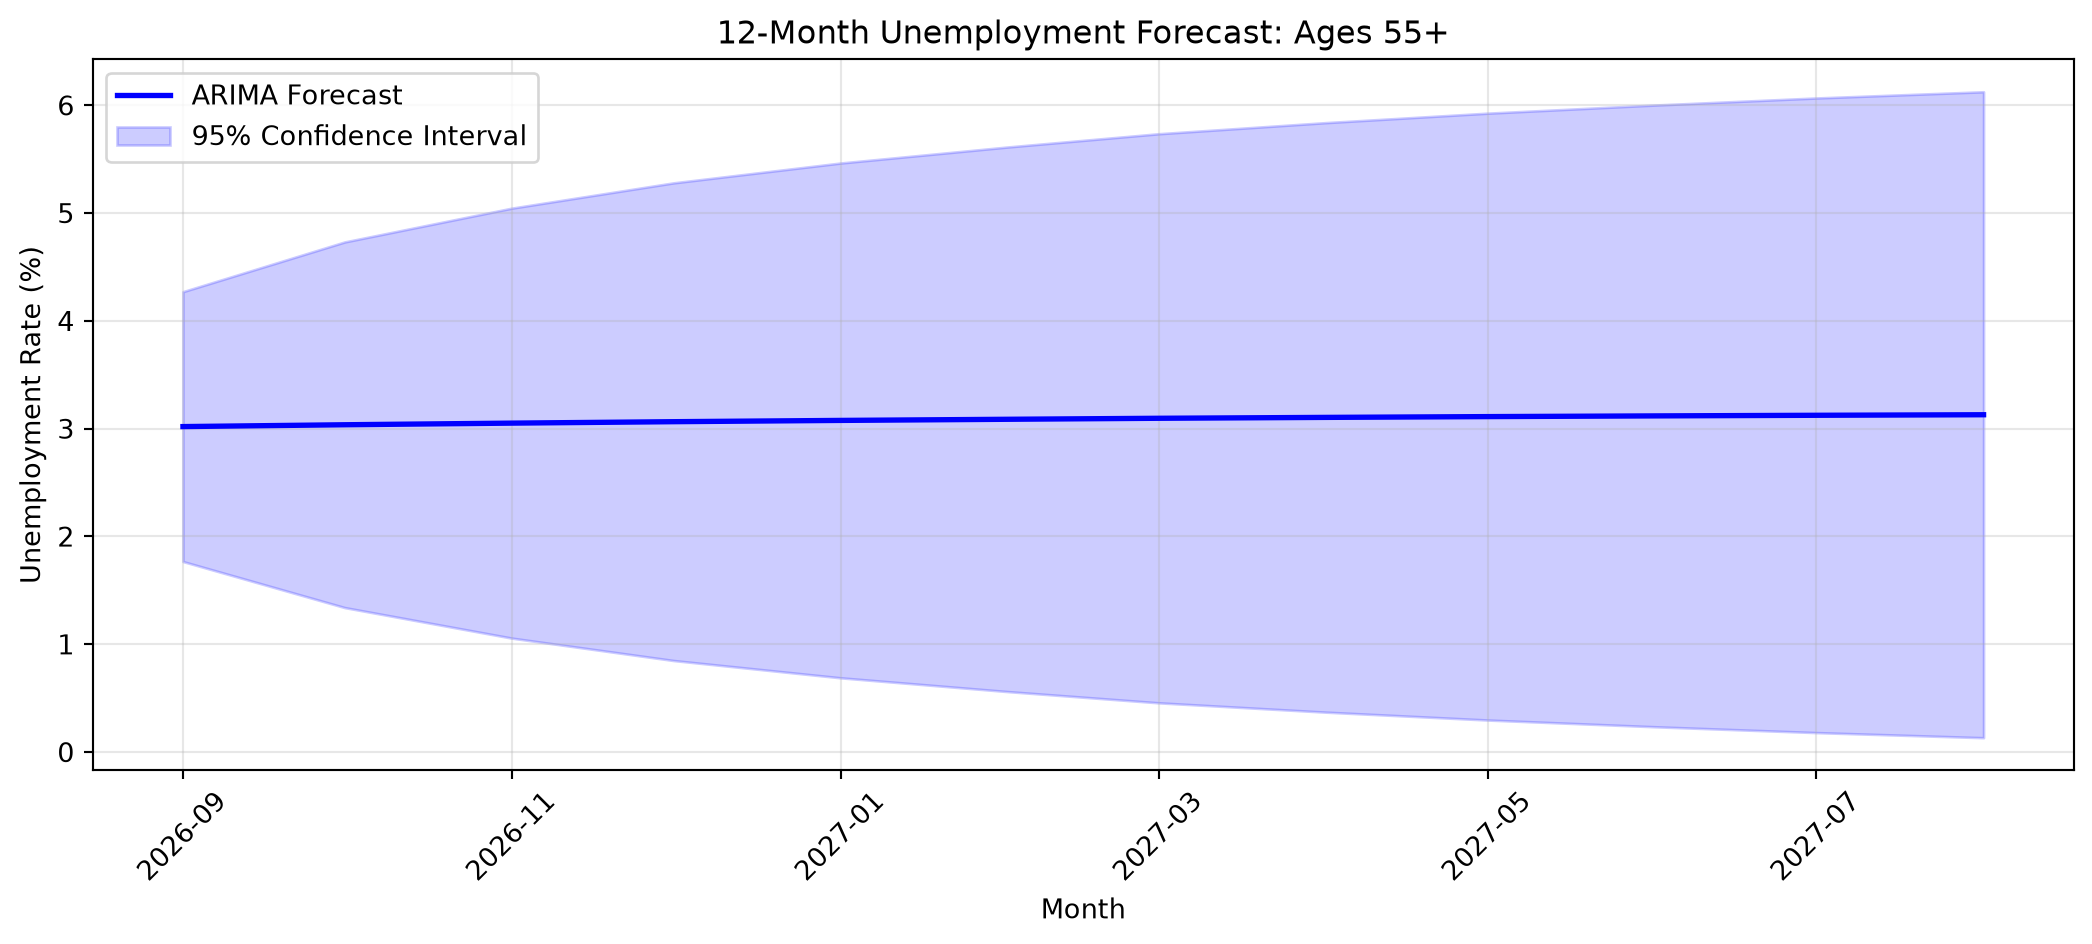 12-Month Unemployment Forecast: Ages 55+
ARIMA Forecast
95% Confidence Interval
Unemployment Rate (%)
6
5
4
3
2
1
0
2026-09
2026-11
2027-01
2027-03
2027-05
2027-07
Month